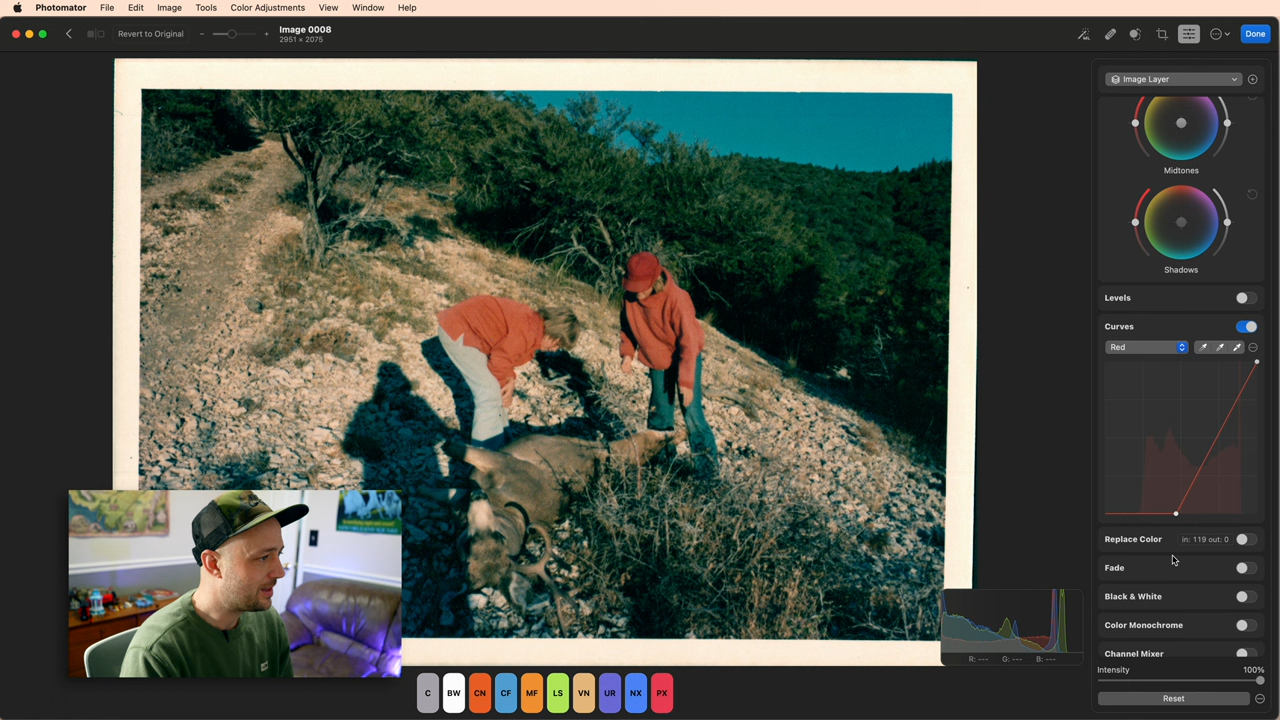 Photomator File Edit Image Tools Color Adjustments View Window Help
Revert to Original
− +
Image 0008
2951 × 2075
Done
Image Layer
Midtones
Shadows
Levels
Curves
Red
Replace Color in: 119 out: 0
Fade
Black & White
Color Monochrome
Channel Mixer
R: --- G: --- B: ---
Intensity 100%
Reset
C BW CN CF MF LS VN UR NX PX